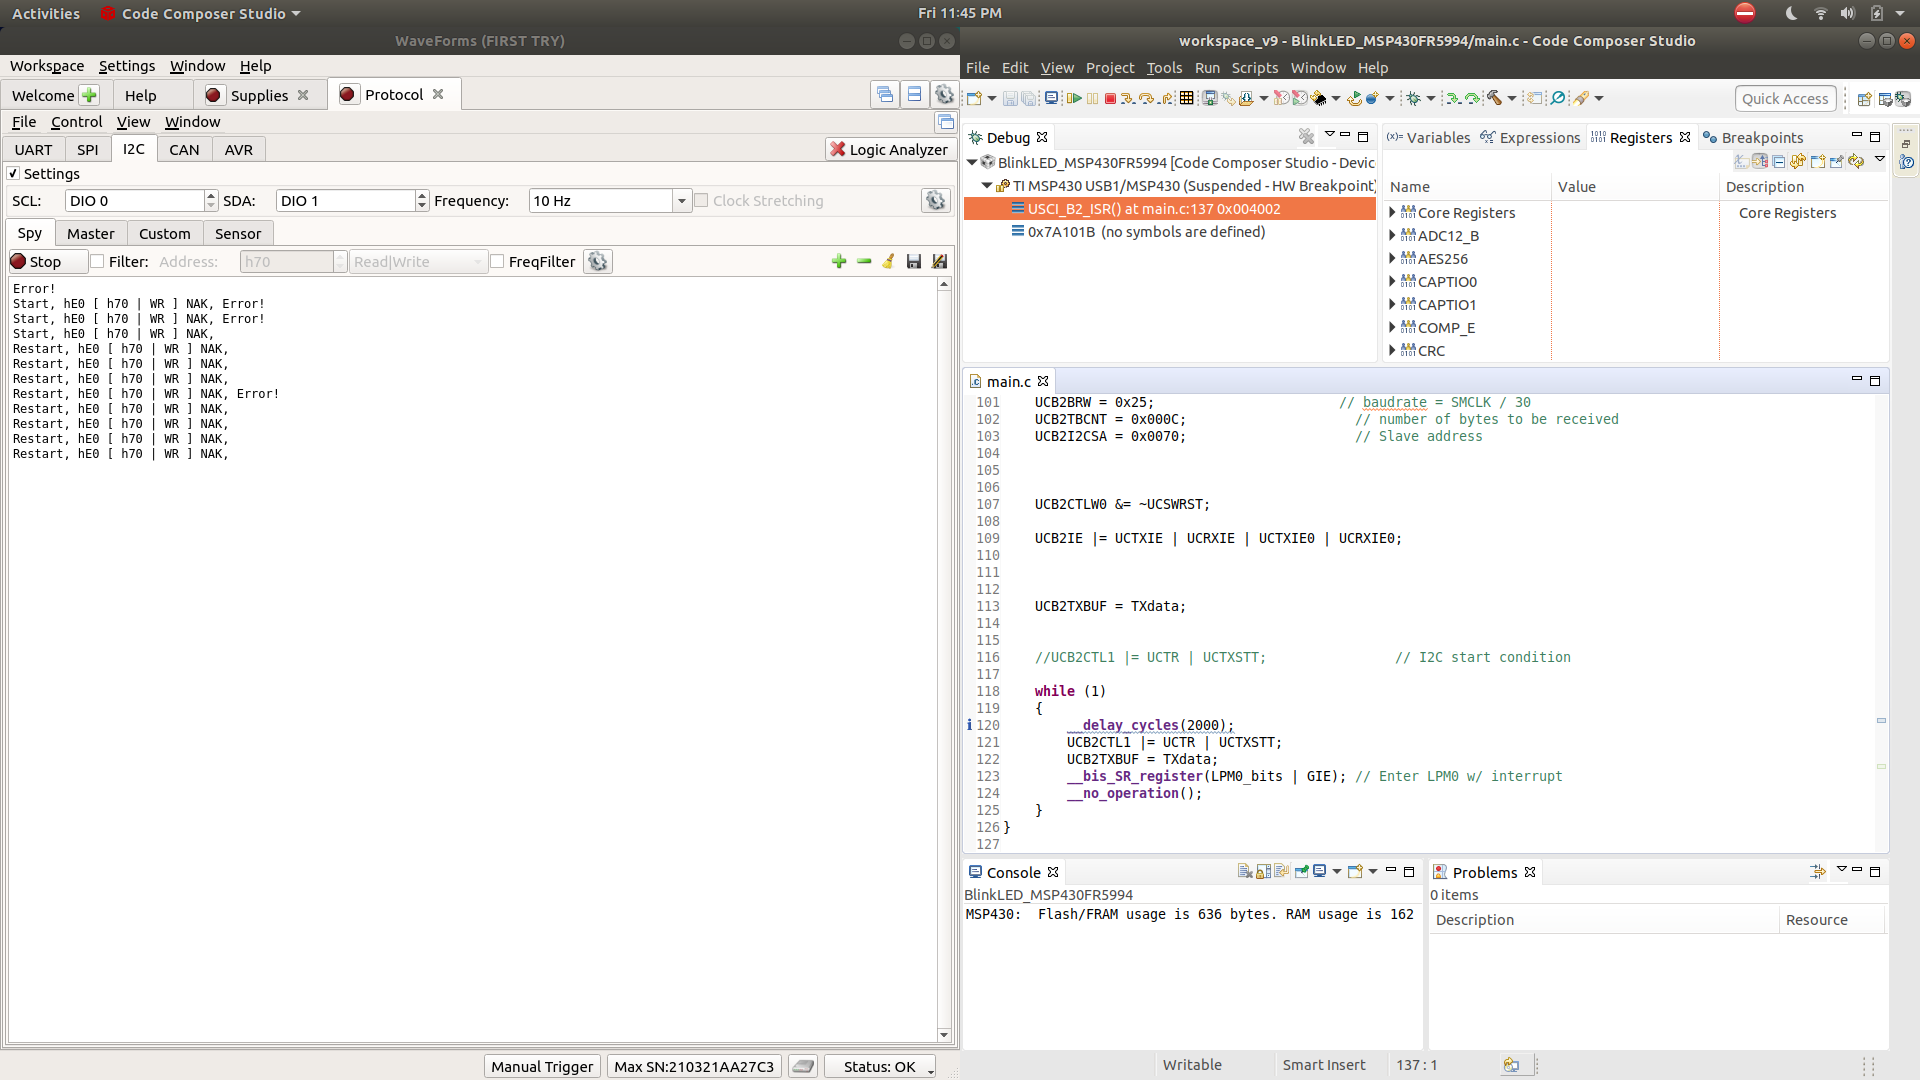 Activities Code Composer Studio Fri 11:45 PM
WaveForms (FIRST TRY)
Workspace Settings Window Help
Welcome Help Supplies Protocol
File Control View Window
UART SPI I2C CAN AVR Logic Analyzer
Settings
SCL: DIO 0 SDA: DIO 1 Frequency: 10 Hz Clock Stretching
Spy Master Custom Sensor
Stop Filter: Address: h70 Read|Write FreqFilter
Error!
Start, hE0 [ h70 | WR ] NAK, Error!
Start, hE0 [ h70 | WR ] NAK, Error!
Start, hE0 [ h70 | WR ] NAK,
Restart, hE0 [ h70 | WR ] NAK,
Restart, hE0 [ h70 | WR ] NAK,
Restart, hE0 [ h70 | WR ] NAK,
Restart, hE0 [ h70 | WR ] NAK, Error!
Restart, hE0 [ h70 | WR ] NAK,
Restart, hE0 [ h70 | WR ] NAK,
Restart, hE0 [ h70 | WR ] NAK,
Restart, hE0 [ h70 | WR ] NAK,
Manual Trigger Max SN:210321AA27C3 Status: OK
workspace_v9 - BlinkLED_MSP430FR5994/main.c - Code Composer Studio
File Edit View Project Tools Run Scripts Window Help
Quick Access
Debug
BlinkLED_MSP430FR5994 [Code Composer Studio - Devic
TI MSP430 USB1/MSP430 (Suspended - HW Breakpoint)
USCI_B2_ISR() at main.c:137 0x004002
0x7A101B (no symbols are defined)
(x)= Variables Expressions Registers Breakpoints
Name Value Description
Core Registers Core Registers
ADC12_B
AES256
CAPTIO0
CAPTIO1
COMP_E
CRC
main.c
101 UCB2BRW = 0x25; // baudrate = SMCLK / 30
102 UCB2TBCNT = 0x000C; // number of bytes to be received
103 UCB2I2CSA = 0x0070; // Slave address
104
105
106
107 UCB2CTLW0 &= ~UCSWRST;
108
109 UCB2IE |= UCTXIE | UCRXIE | UCTXIE0 | UCRXIE0;
110
111
112
113 UCB2TXBUF = TXdata;
114
115
116 //UCB2CTL1 |= UCTR | UCTXSTT; // I2C start condition
117
118 while (1)
119 {
120 __delay_cycles(2000);
121 UCB2CTL1 |= UCTR | UCTXSTT;
122 UCB2TXBUF = TXdata;
123 __bis_SR_register(LPM0_bits | GIE); // Enter LPM0 w/ interrupt
124 __no_operation();
125 }
126 }
127
Console
BlinkLED_MSP430FR5994
MSP430: Flash/FRAM usage is 636 bytes. RAM usage is 162
Problems
0 items
Description Resource
Writable Smart Insert 137 : 1